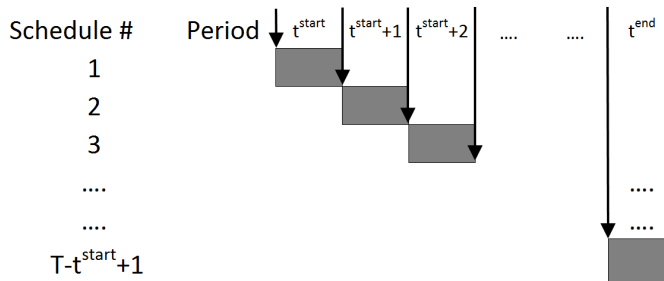 Schedule # Period t^start t^start+1 t^start+2 .... .... t^end
1
2
3
.... ....
.... ....
T-t^start+1